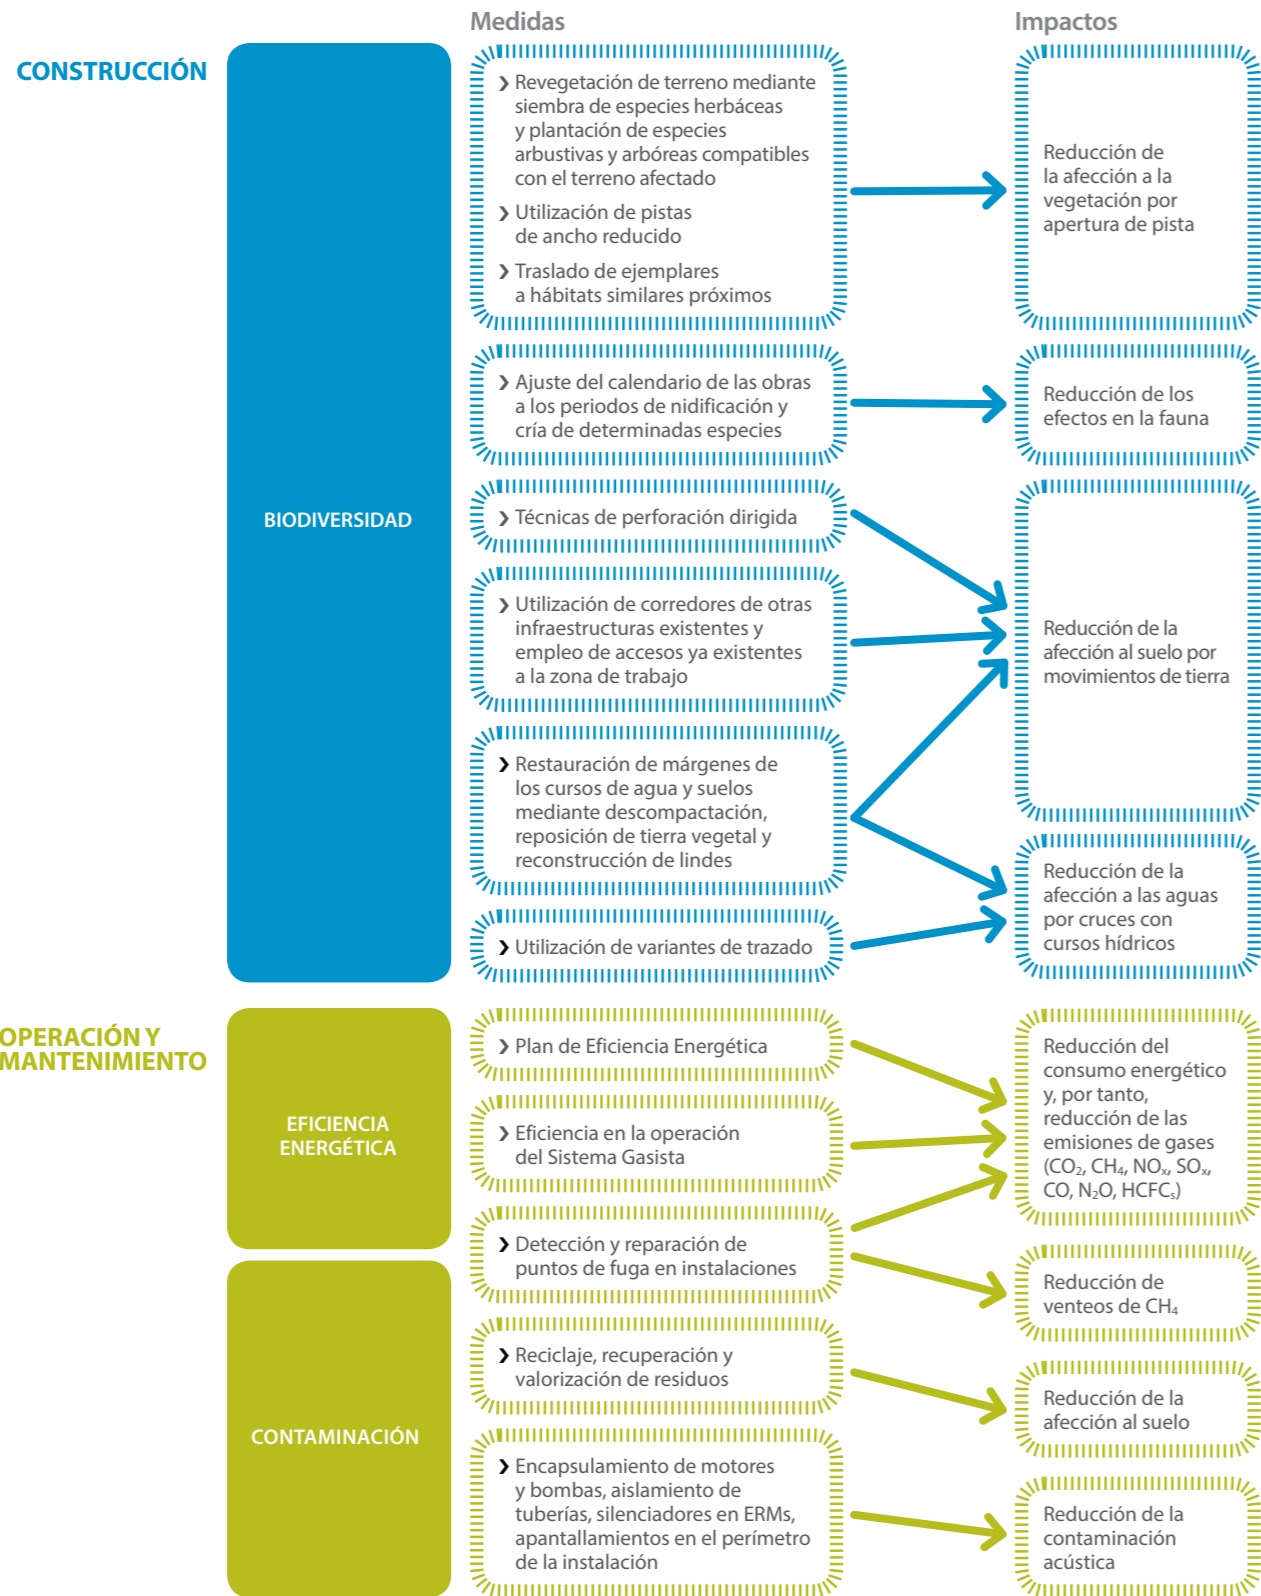 Medidas
Impactos
CONSTRUCCIÓN
BIODIVERSIDAD
❯ Revegetación de terreno mediante
siembra de especies herbáceas
y plantación de especies
arbustivas y arbóreas compatibles
con el terreno afectado
❯ Utilización de pistas
de ancho reducido
❯ Traslado de ejemplares
a hábitats similares próximos
Reducción de
la afección a la
vegetación por
apertura de pista
❯ Ajuste del calendario de las obras
a los periodos de nidificación y
cría de determinadas especies
Reducción de los
efectos en la fauna
❯ Técnicas de perforación dirigida
❯ Utilización de corredores de otras
infraestructuras existentes y
empleo de accesos ya existentes
a la zona de trabajo
Reducción de la
afección al suelo por
movimientos de tierra
❯ Restauración de márgenes de
los cursos de agua y suelos
mediante descompactación,
reposición de tierra vegetal y
reconstrucción de lindes
❯ Utilización de variantes de trazado
Reducción de la
afección a las aguas
por cruces con
cursos hídricos
OPERACIÓN Y
MANTENIMIENTO
EFICIENCIA
ENERGÉTICA
❯ Plan de Eficiencia Energética
❯ Eficiencia en la operación
del Sistema Gasista
Reducción del
consumo energético
y, por tanto,
reducción de las
emisiones de gases
(CO₂, CH₄, NOₓ, SOₓ,
CO, N₂O, HCFCₛ)
❯ Detección y reparación de
puntos de fuga en instalaciones
Reducción de
venteos de CH₄
CONTAMINACIÓN
❯ Reciclaje, recuperación y
valorización de residuos
Reducción de la
afección al suelo
❯ Encapsulamiento de motores
y bombas, aislamiento de
tuberías, silenciadores en ERMs,
apantallamientos en el perímetro
de la instalación
Reducción de la
contaminación
acústica